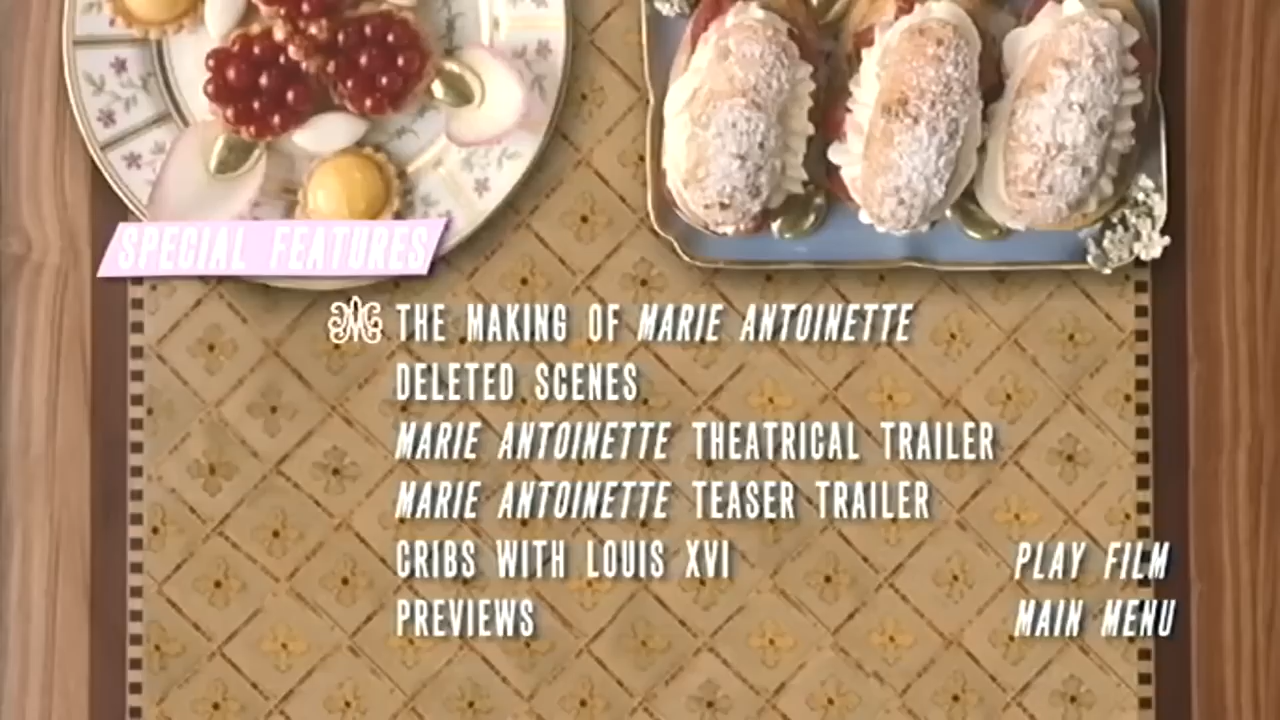 SPECIAL FEATURES
THE MAKING OF MARIE ANTOINETTE
DELETED SCENES
MARIE ANTOINETTE THEATRICAL TRAILER
MARIE ANTOINETTE TEASER TRAILER
CRIBS WITH LOUIS XVI
PREVIEWS
PLAY FILM
MAIN MENU